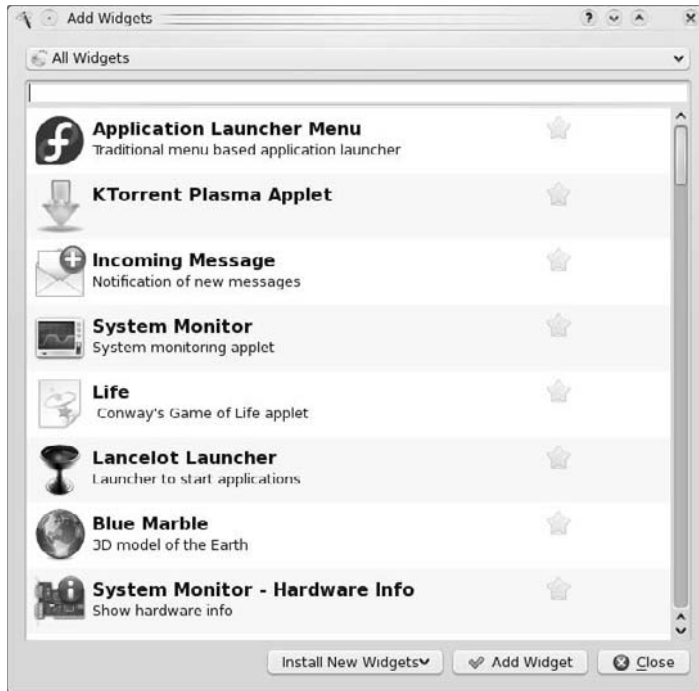 Add Widgets
All Widgets
Application Launcher Menu
Traditional menu based application launcher
KTorrent Plasma Applet
Incoming Message
Notification of new messages
System Monitor
System monitoring applet
Life
Conway's Game of Life applet
Lancelot Launcher
Launcher to start applications
Blue Marble
3D model of the Earth
System Monitor - Hardware Info
Show hardware info
Install New Widgets
Add Widget
Close